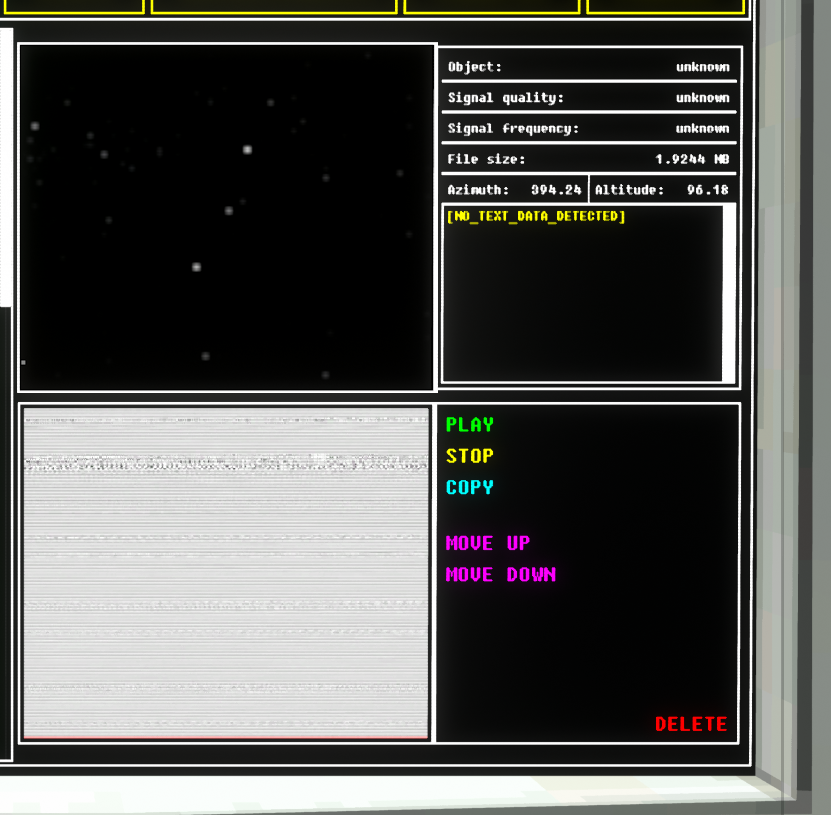 Object: unknown
Signal quality: unknown
Signal frequency: unknown
File size: 1.9244 MB
Azimuth: 394.24 Altitude: 96.18
[NO_TEXT_DATA_DETECTED]
PLAY
STOP
COPY
MOVE UP
MOVE DOWN
DELETE